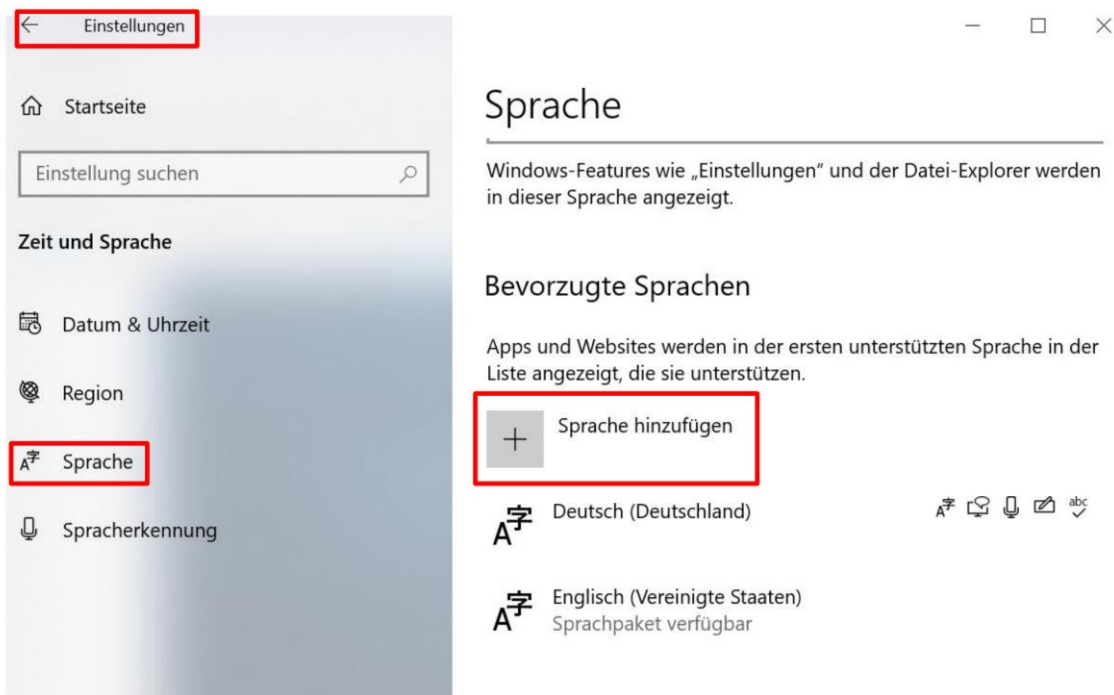 Einstellungen
Startseite
Einstellung suchen
Zeit und Sprache
Datum & Uhrzeit
Region
Sprache
Spracherkennung
Sprache
Windows-Features wie „Einstellungen“ und der Datei-Explorer werden
in dieser Sprache angezeigt.
Bevorzugte Sprachen
Apps und Websites werden in der ersten unterstützten Sprache in der
Liste angezeigt, die sie unterstützen.
Sprache hinzufügen
Deutsch (Deutschland)
Englisch (Vereinigte Staaten)
Sprachpaket verfügbar